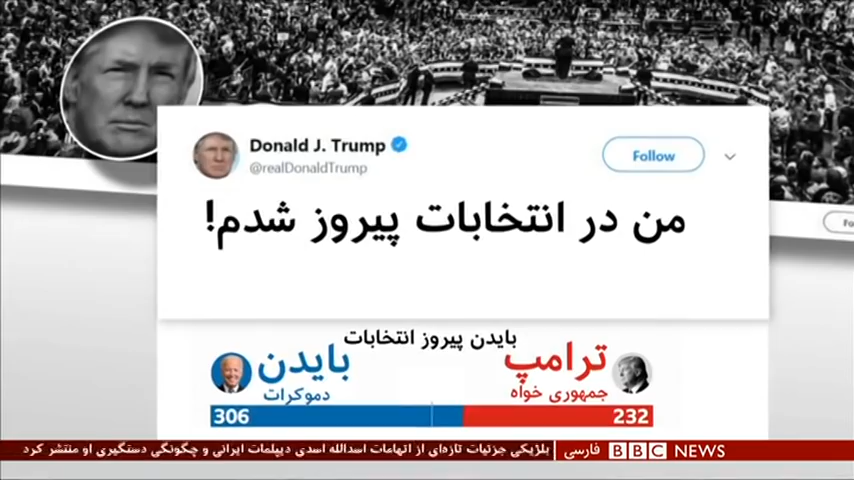 Donald J. Trump
@realDonaldTrump
Follow
من در انتخابات پیروز شدم!
بایدن پیروز انتخابات
ترامپ
جمهوری خواه
بایدن
دموکرات
306
232
BBC NEWS فارسی
بلژیکی جزئیات تازه‌ای از اتهامات اسدالله اسدی دیپلمات ایرانی و چگونگی دستگیری او منتشر کرد